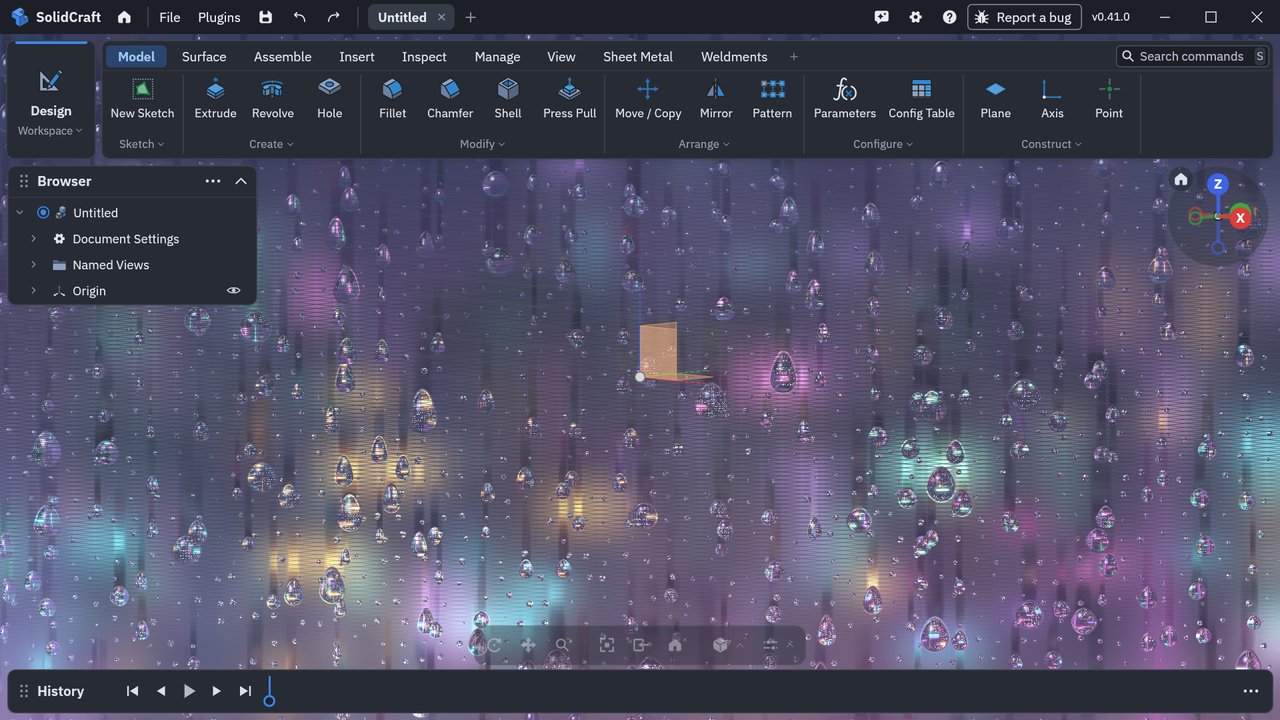 SolidCraft
File Plugins
Untitled
Report a bug
v0.41.0
Design
Workspace
Model Surface Assemble Insert Inspect Manage View Sheet Metal Weldments
Search commands S
New Sketch Extrude Revolve Hole Fillet Chamfer Shell Press Pull Move / Copy Mirror Pattern Parameters Config Table Plane Axis Point
Sketch Create Modify Arrange Configure Construct
Browser
Untitled
Document Settings
Named Views
Origin
Z
X
History